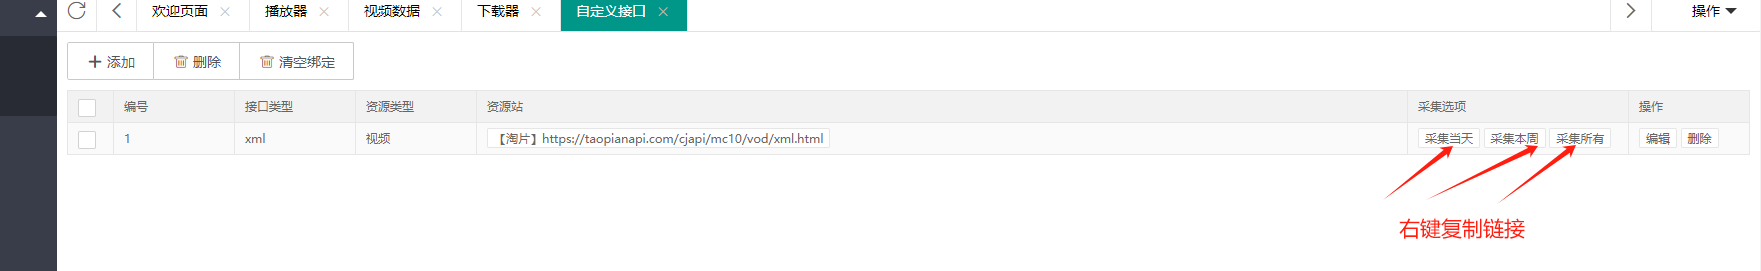 欢迎页面 播放器 视频数据 下载器 自定义接口 操作
添加 删除 清空绑定
编号 接口类型 资源类型 资源站 采集选项 操作
1 xml 视频 【淘片】https://taopianapi.com/cjapi/mc10/vod/xml.html 采集当天 采集本周 采集所有 编辑 删除
右键复制链接